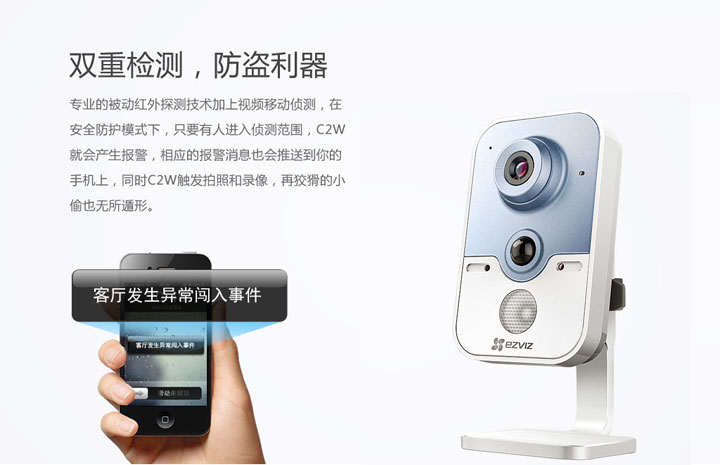 双重检测，防盗利器
专业的被动红外探测技术加上视频移动侦测，在
安全防护模式下，只要有人进入侦测范围，C2W
就会产生报警，相应的报警消息也会推送到你的
手机上，同时C2W触发拍照和录像，再狡猾的小
偷也无所遁形。
客厅发生异常闯入事件
客厅发生异常闯入事件
ezviz